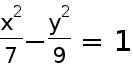 x²/7 − y²/9 = 1